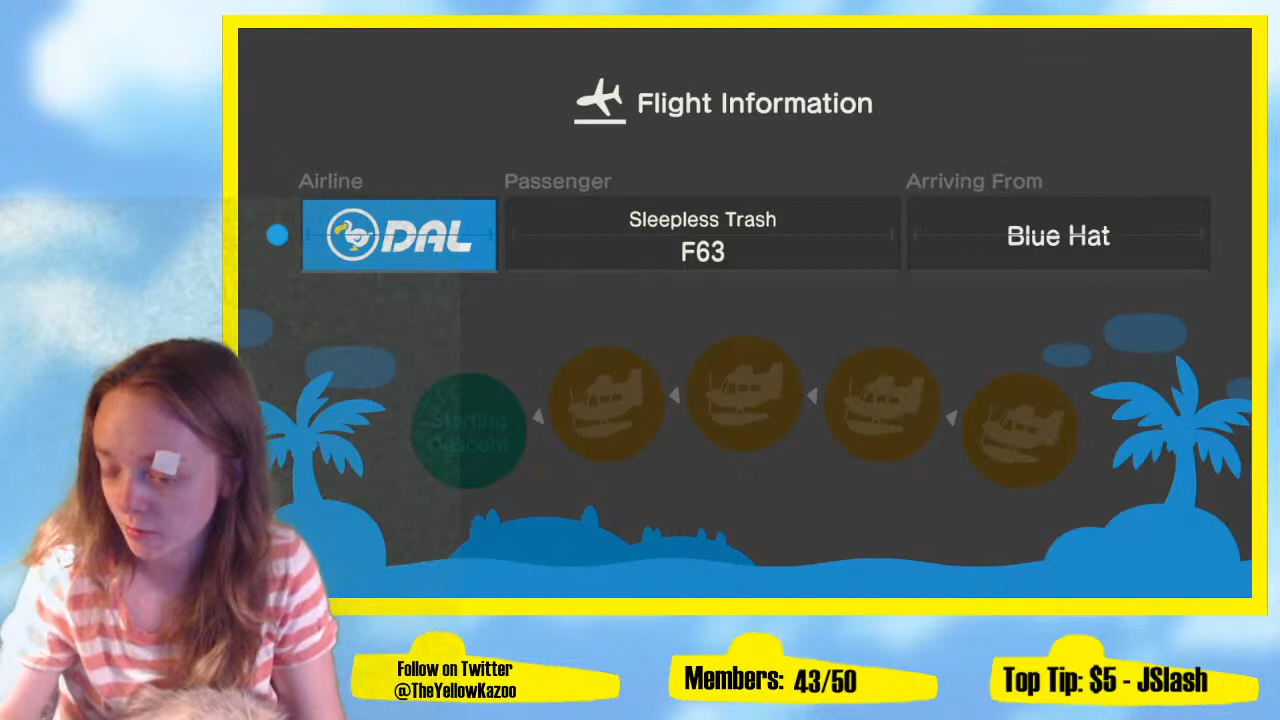 Flight Information
Airline
Passenger
Arriving From
DAL
Sleepless Trash
F63
Blue Hat
Starting
Follow on Twitter
@TheYellowKazoo
Members: 43/50
Top Tip: $5 - JSlash